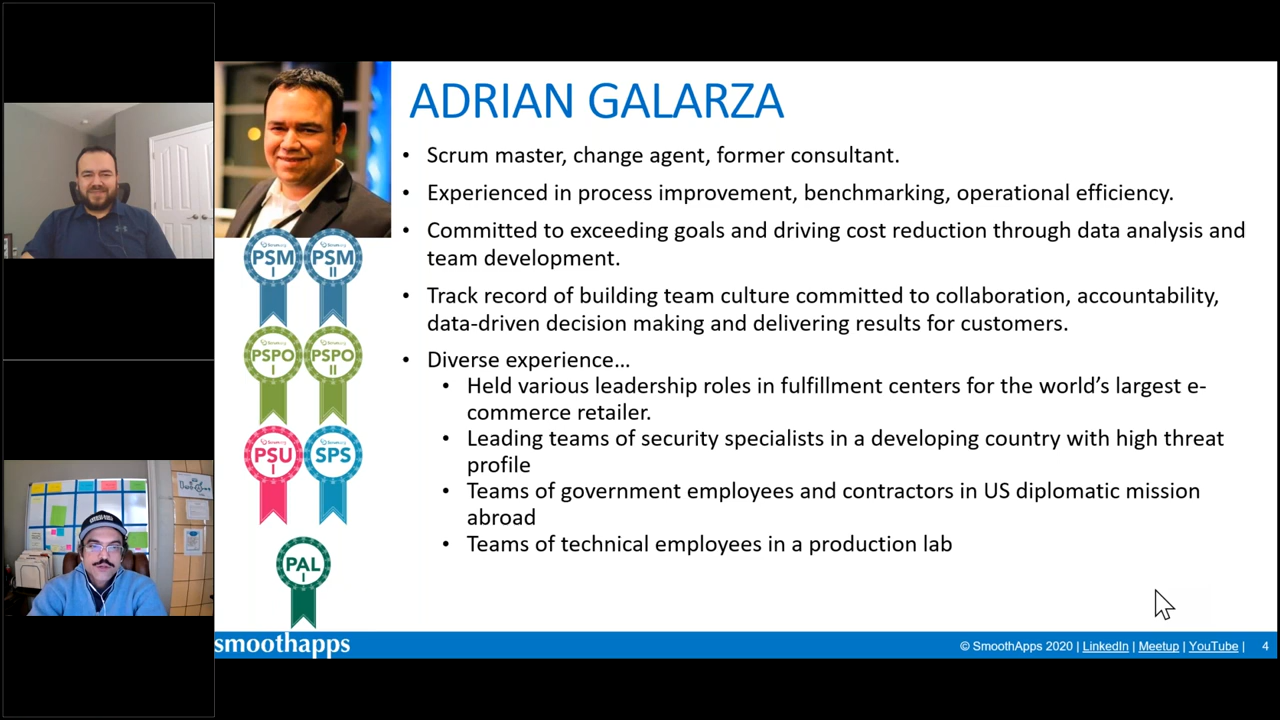 ADRIAN GALARZA
• Scrum master, change agent, former consultant.
• Experienced in process improvement, benchmarking, operational efficiency.
• Committed to exceeding goals and driving cost reduction through data analysis and
team development.
• Track record of building team culture committed to collaboration, accountability,
data-driven decision making and delivering results for customers.
• Diverse experience…
• Held various leadership roles in fulfillment centers for the world's largest e-
commerce retailer.
• Leading teams of security specialists in a developing country with high threat
profile
• Teams of government employees and contractors in US diplomatic mission
abroad
• Teams of technical employees in a production lab
PSM I
PSM II
PSPO I
PSPO II
PSU I
SPS
PAL I
smoothapps
© SmoothApps 2020 | LinkedIn | Meetup | YouTube | 4